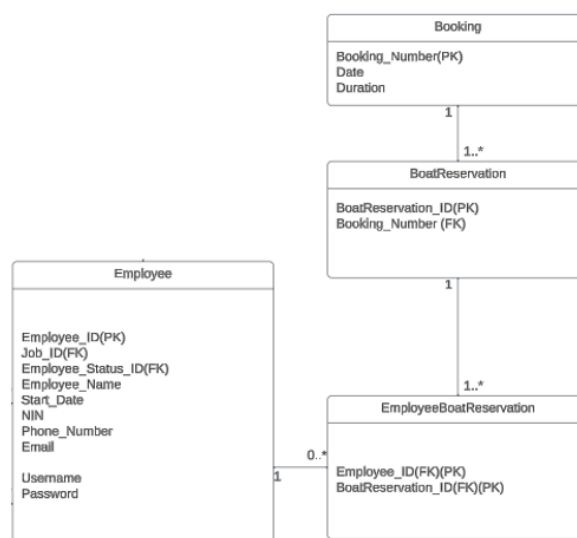 Booking
Booking_Number(PK)
Date
Duration
1
1..*
BoatReservation
BoatReservation_ID(PK)
Booking_Number (FK)
1
1..*
Employee
Employee_ID(PK)
Job_ID(FK)
Employee_Status_ID(FK)
Employee_Name
Start_Date
NIN
Phone_Number
Email
Username
Password
0..*
1
EmployeeBoatReservation
Employee_ID(FK)(PK)
BoatReservation_ID(FK)(PK)